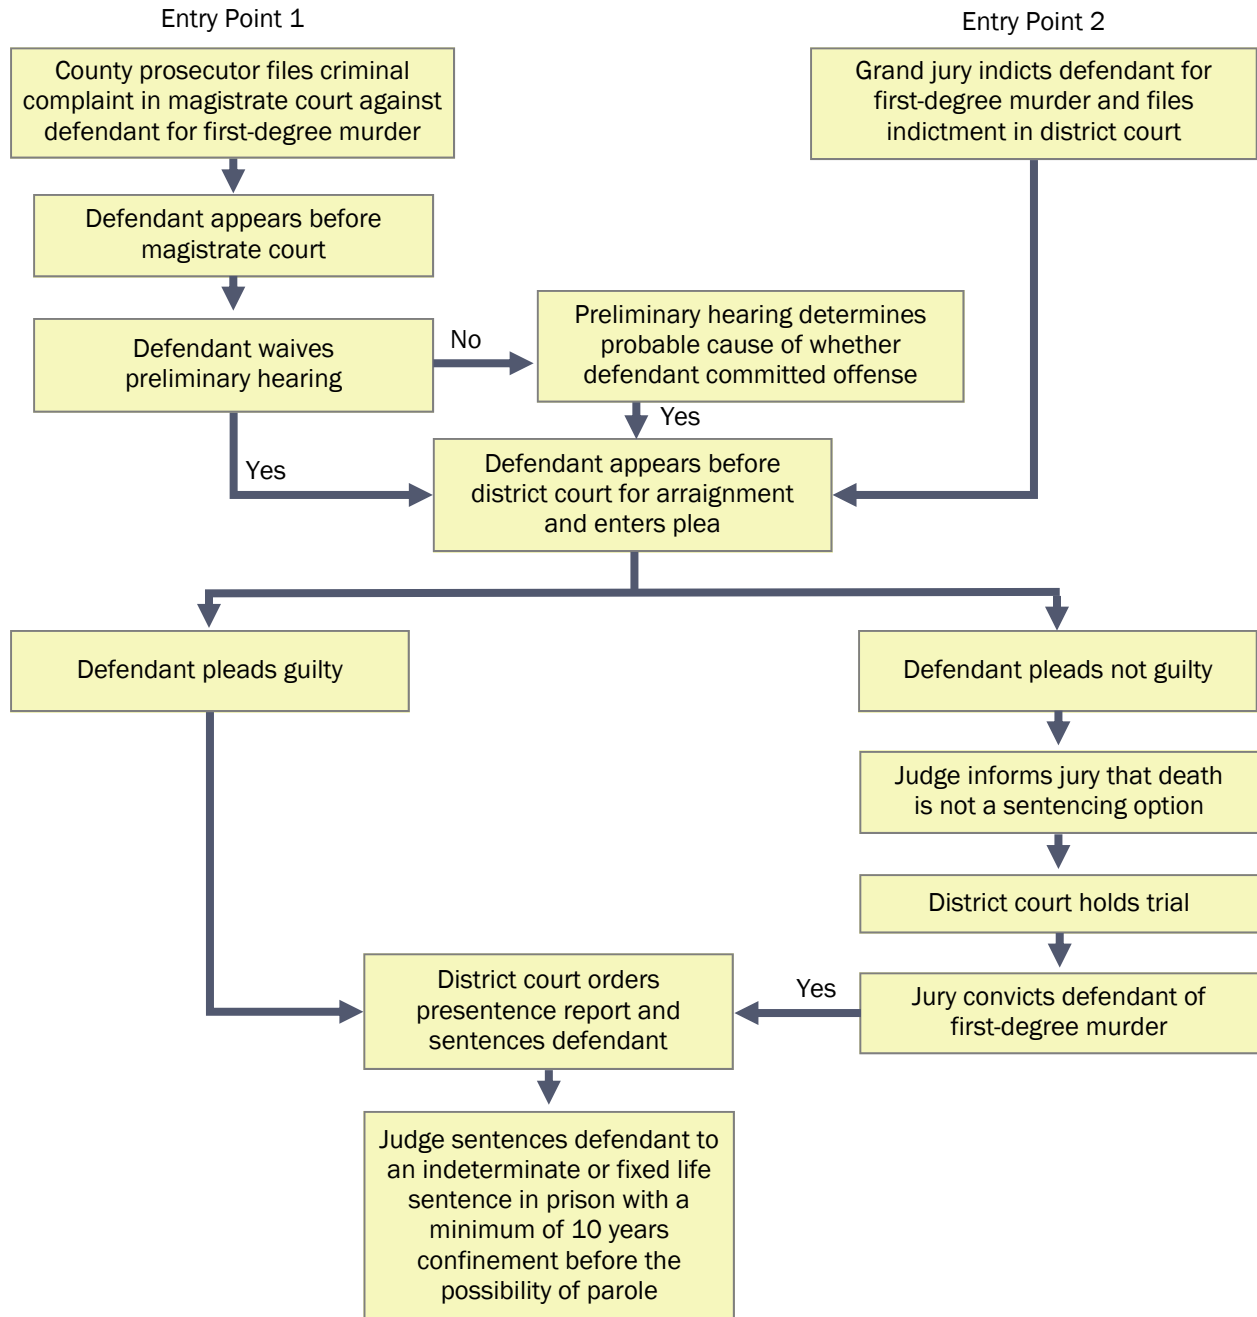 Entry Point 1
Entry Point 2
County prosecutor files criminal
complaint in magistrate court against
defendant for first-degree murder
Grand jury indicts defendant for
first-degree murder and files
indictment in district court
Defendant appears before
magistrate court
Defendant waives
preliminary hearing
No
Preliminary hearing determines
probable cause of whether
defendant committed offense
Yes
Yes
Defendant appears before
district court for arraignment
and enters plea
Defendant pleads guilty
Defendant pleads not guilty
Judge informs jury that death
is not a sentencing option
District court holds trial
Jury convicts defendant of
first-degree murder
Yes
District court orders
presentence report and
sentences defendant
Judge sentences defendant to
an indeterminate or fixed life
sentence in prison with a
minimum of 10 years
confinement before the
possibility of parole